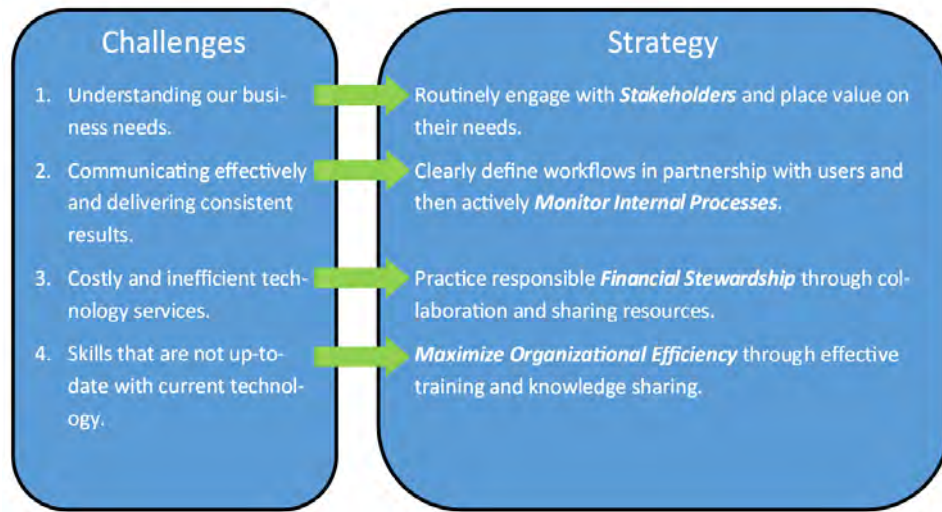 Challenges
1. Understanding our busi-
ness needs.
2. Communicating effectively
and delivering consistent
results.
3. Costly and inefficient tech-
nology services.
4. Skills that are not up-to-
date with current technol-
ogy.
Strategy
Routinely engage with Stakeholders and place value on
their needs.
Clearly define workflows in partnership with users and
then actively Monitor Internal Processes.
Practice responsible Financial Stewardship through col-
laboration and sharing resources.
Maximize Organizational Efficiency through effective
training and knowledge sharing.